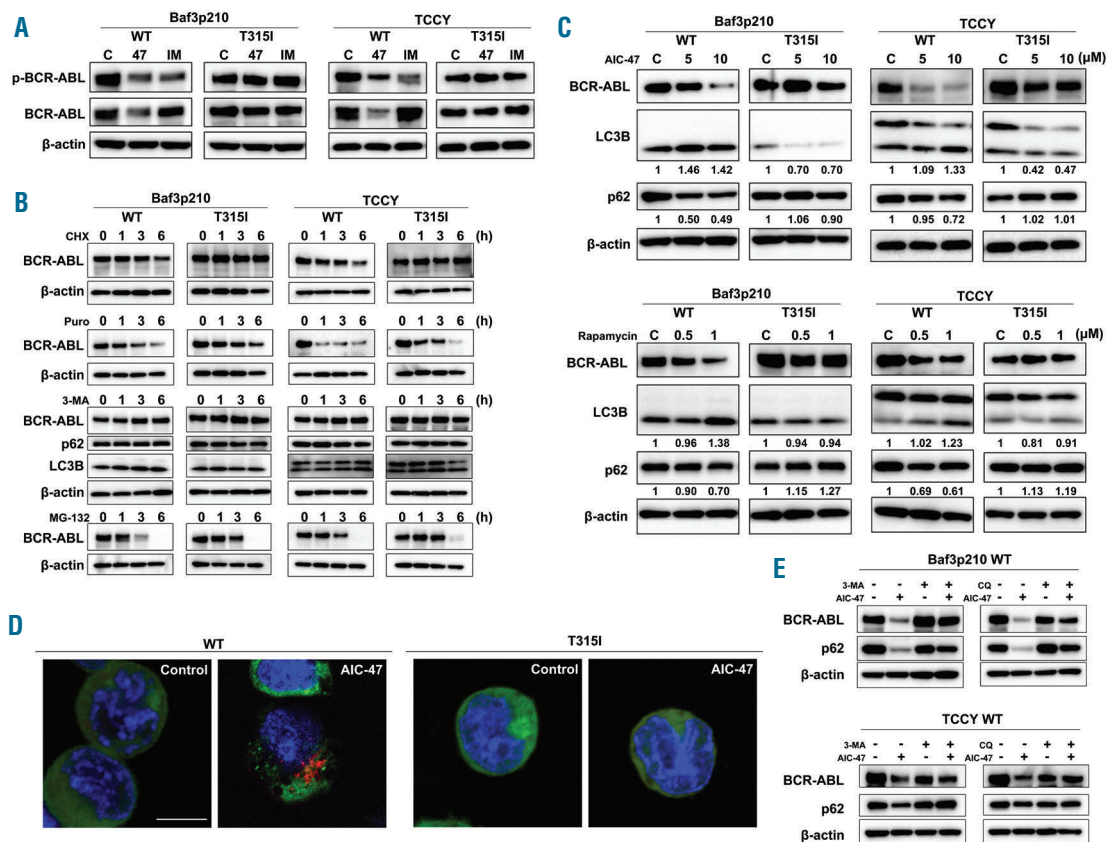 A
Baf3p210 TCCY
WT T315I WT T315I
C 47 IM C 47 IM C 47 IM C 47 IM
p-BCR-ABL
BCR-ABL
β-actin
B
Baf3p210 TCCY
WT T315I WT T315I
0 1 3 6 0 1 3 6 0 1 3 6 0 1 3 6 (h)
CHX
BCR-ABL
β-actin
Puro 0 1 3 6 0 1 3 6 0 1 3 6 0 1 3 6 (h)
BCR-ABL
β-actin
3-MA 0 1 3 6 0 1 3 6 0 1 3 6 0 1 3 6 (h)
BCR-ABL
p62
LC3B
β-actin
MG-132 0 1 3 6 0 1 3 6 0 1 3 6 0 1 3 6 (h)
BCR-ABL
β-actin
C
Baf3p210 TCCY
WT T315I WT T315I
AIC-47 C 5 10 C 5 10 C 5 10 C 5 10 (μM)
BCR-ABL
LC3B
1 1.46 1.42 1 0.70 0.70 1 1.09 1.33 1 0.42 0.47
p62
1 0.50 0.49 1 1.06 0.90 1 0.95 0.72 1 1.02 1.01
β-actin
Baf3p210 TCCY
WT T315I WT T315I
Rapamycin C 0.5 1 C 0.5 1 C 0.5 1 C 0.5 1 (μM)
BCR-ABL
LC3B
1 0.96 1.38 1 0.94 0.94 1 1.02 1.23 1 0.81 0.91
p62
1 0.90 0.70 1 1.15 1.27 1 0.69 0.61 1 1.13 1.19
β-actin
D
WT T315I
Control AIC-47 Control AIC-47
E
Baf3p210 WT
3-MA - - + + CQ - - + +
AIC-47 - + - + AIC-47 - + - +
BCR-ABL
p62
β-actin
TCCY WT
3-MA - - + + CQ - - + +
AIC-47 - + - + AIC-47 - + - +
BCR-ABL
p62
β-actin